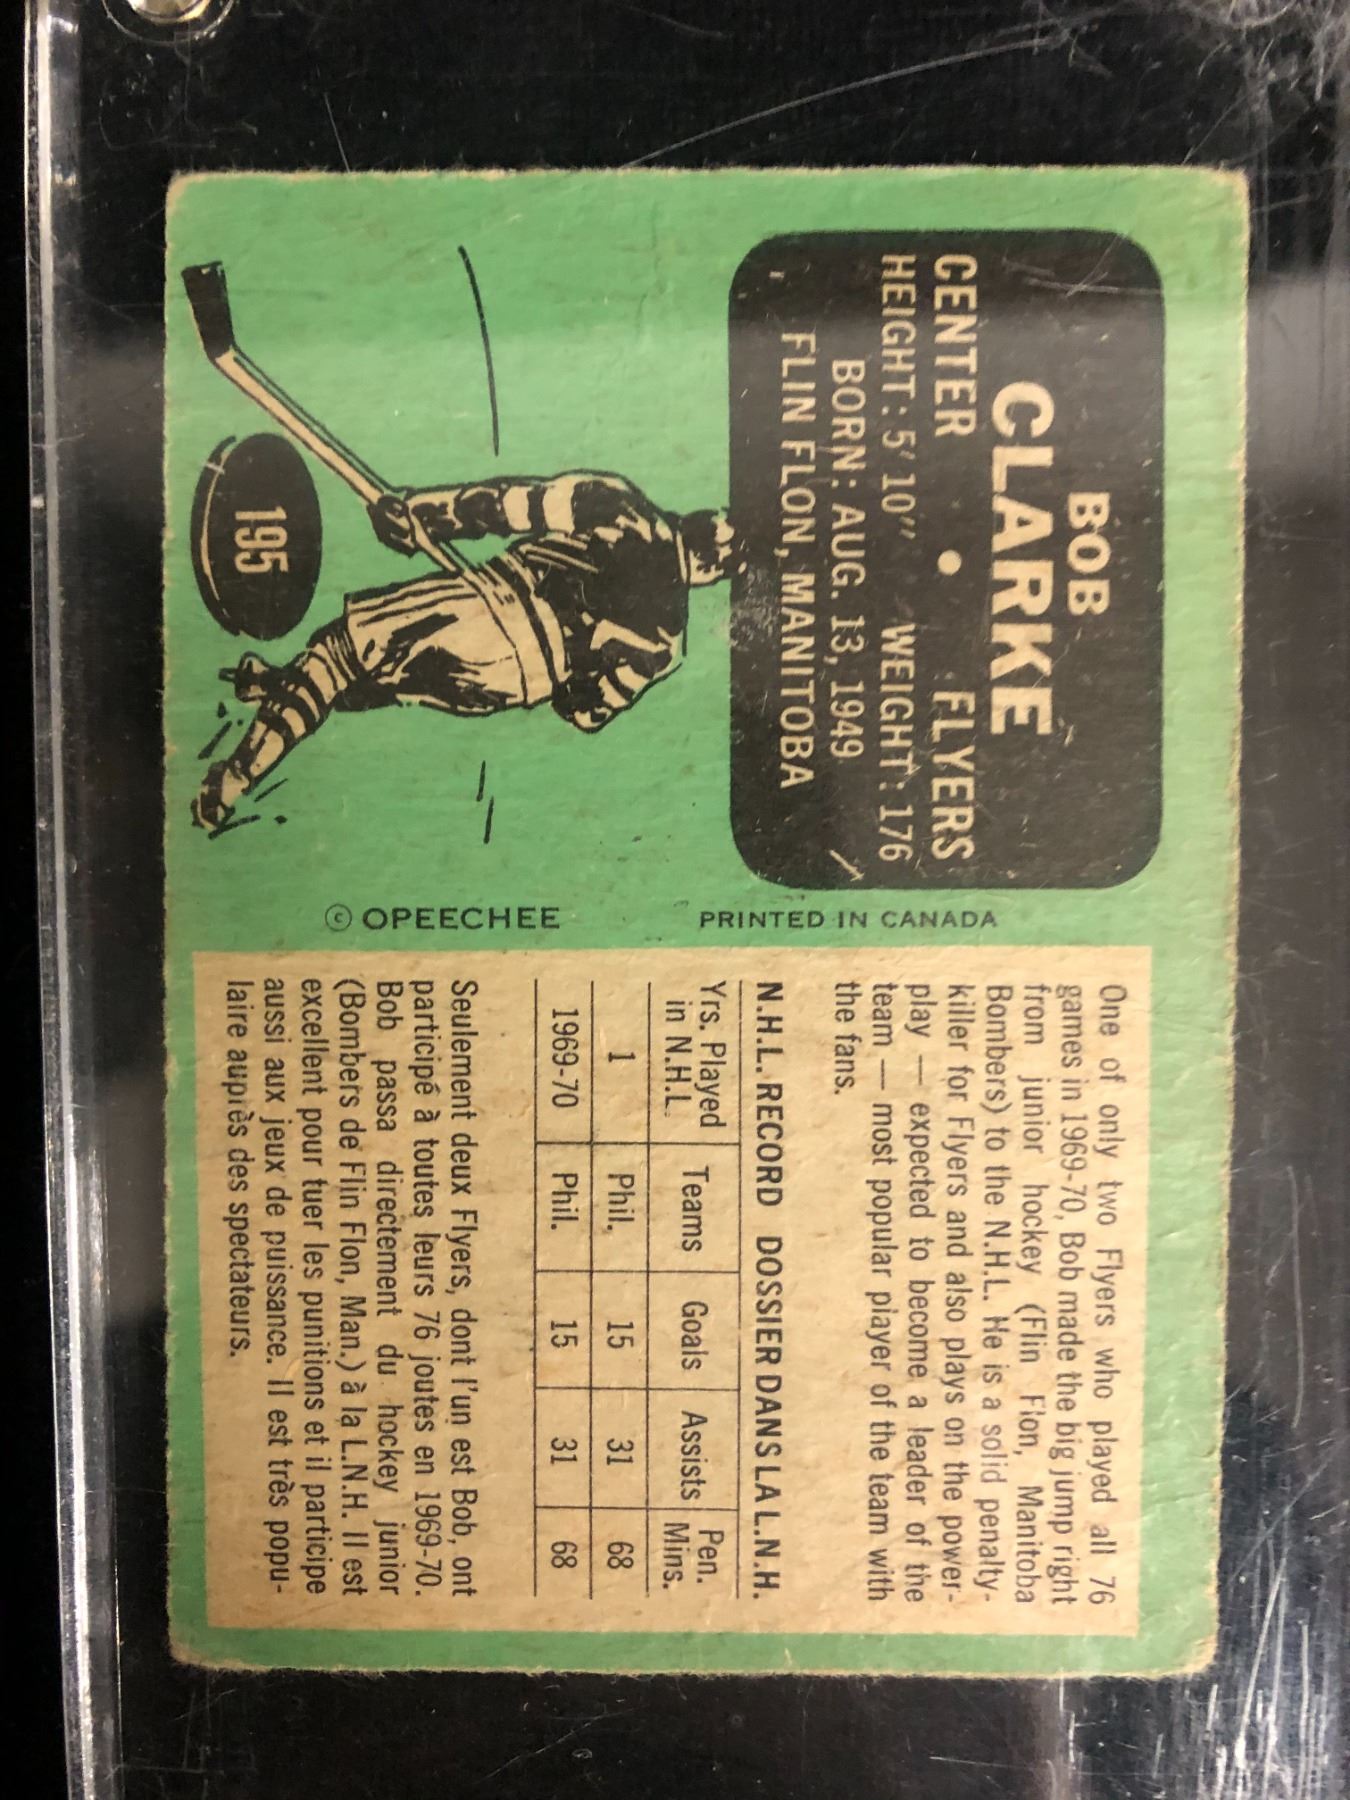 BOB
CLARKE
CENTER • FLYERS
HEIGHT: 5' 10" WEIGHT: 176
BORN: AUG. 13, 1949
FLIN FLON, MANITOBA
195
© OPEECHEE
PRINTED IN CANADA
One of only two Flyers who played all 76
games in 1969-70, Bob made the big jump right
from junior hockey (Flin Flon, Manitoba
Bombers) to the N.H.L. He is a solid penalty-
killer for Flyers and also plays on the power-
play — expected to become a leader of the
team — most popular player of the team with
the fans.
N.H.L. RECORD DOSSIER DANS LA L.N.H.
Yrs. Played in N.H.L. Teams Goals Assists Pen. Mins.
1 Phil. 15 31 68
1969-70 Phil. 15 31 68
Seulement deux Flyers, dont l'un est Bob, ont
participé à toutes leurs 76 joutes en 1969-70.
Bob passa directement du hockey junior
(Bombers de Flin Flon, Man.) à la L.N.H. Il est
excellent pour tuer les punitions et il participe
aussi aux jeux de puissance. Il est très popu-
laire auprès des spectateurs.